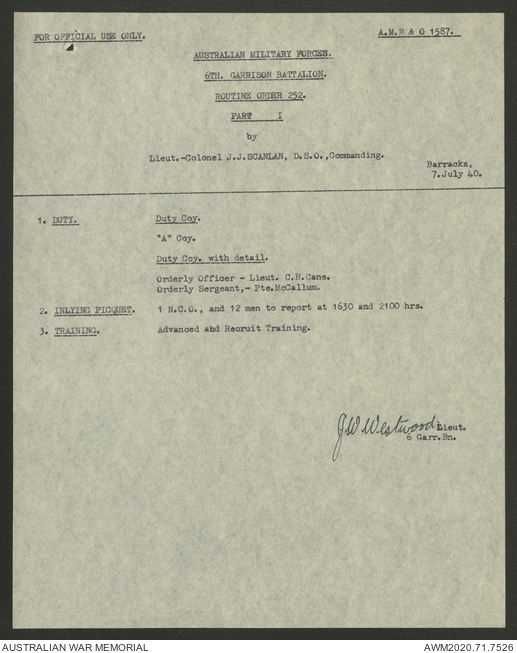 FOR OFFICIAL USE ONLY.
A.M.R & O 1587.
AUSTRALIAN MILITARY FORCES.
6TH. GARRISON BATTALION.
ROUTINE ORDER 252.
PART I
by
Lieut.-Colonel J.J.SCANLAN, D.S.O.,Commanding.
Barracks,
7.July 40.
1. DUTY. Duty Coy.
"A" Coy.
Duty Coy. with detail.
Orderly Officer - Lieut. C.H.Cane.
Orderly Sergeant,- Pte.McCallum.
2. INLYING PICQUET. 1 N.C.O., and 12 men to report at 1630 and 2100 hrs.
3. TRAINING. Advanced and Recruit Training.
JW Westwood Lieut.
6 Garr.Bn.
AUSTRALIAN WAR MEMORIAL
AWM2020.71.7526